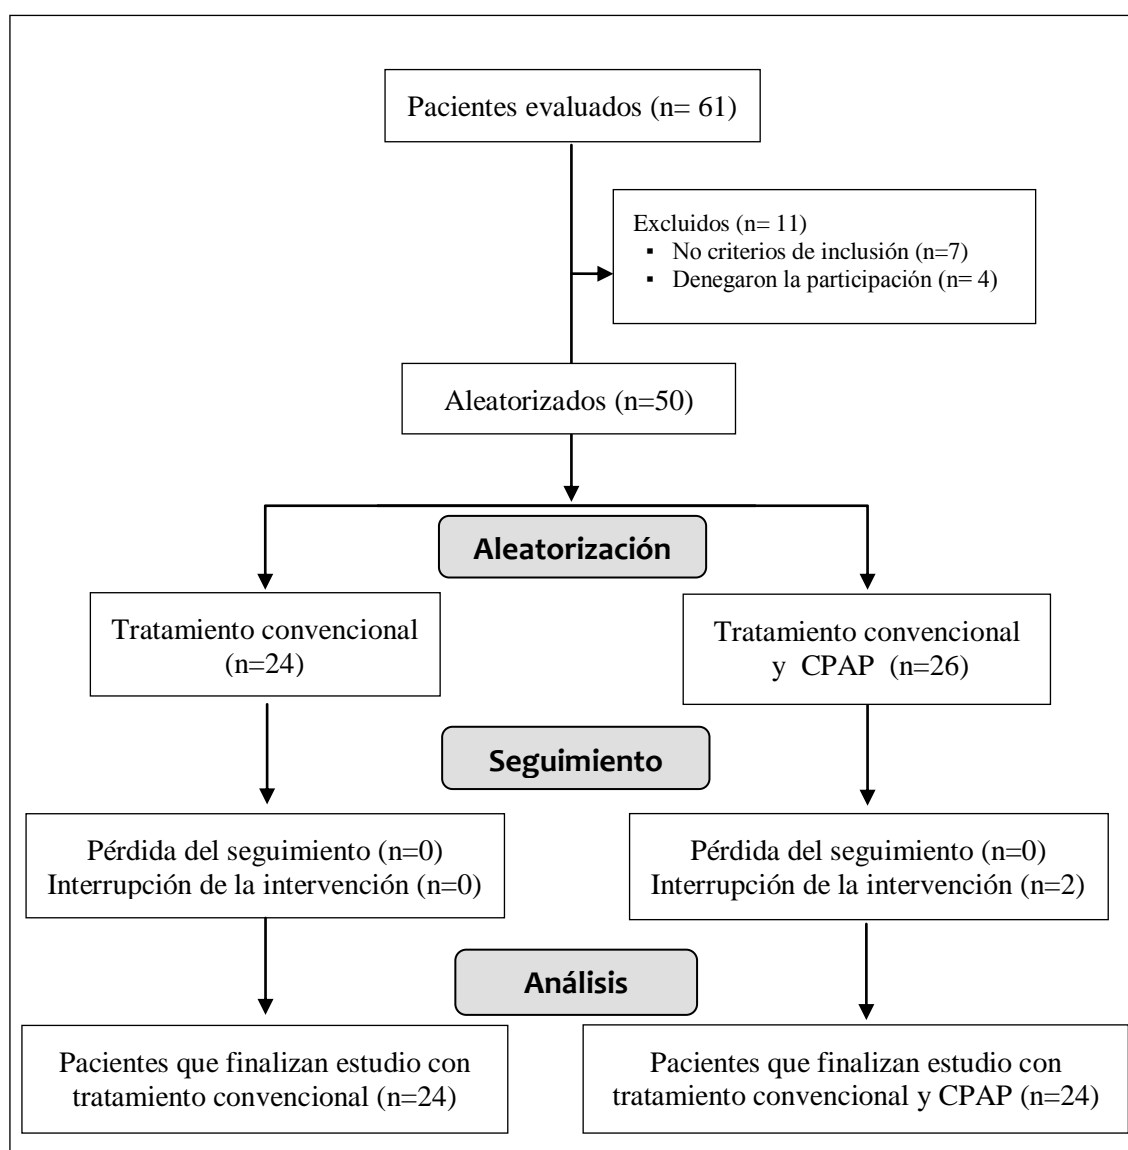 Pacientes evaluados (n= 61)
Excluidos (n= 11)
▪ No criterios de inclusión (n=7)
▪ Denegaron la participación (n= 4)
Aleatorizados (n=50)
Aleatorización
Tratamiento convencional
(n=24)
Tratamiento convencional
y CPAP (n=26)
Seguimiento
Pérdida del seguimiento (n=0)
Interrupción de la intervención (n=0)
Pérdida del seguimiento (n=0)
Interrupción de la intervención (n=2)
Análisis
Pacientes que finalizan estudio con
tratamiento convencional (n=24)
Pacientes que finalizan estudio con
tratamiento convencional y CPAP (n=24)